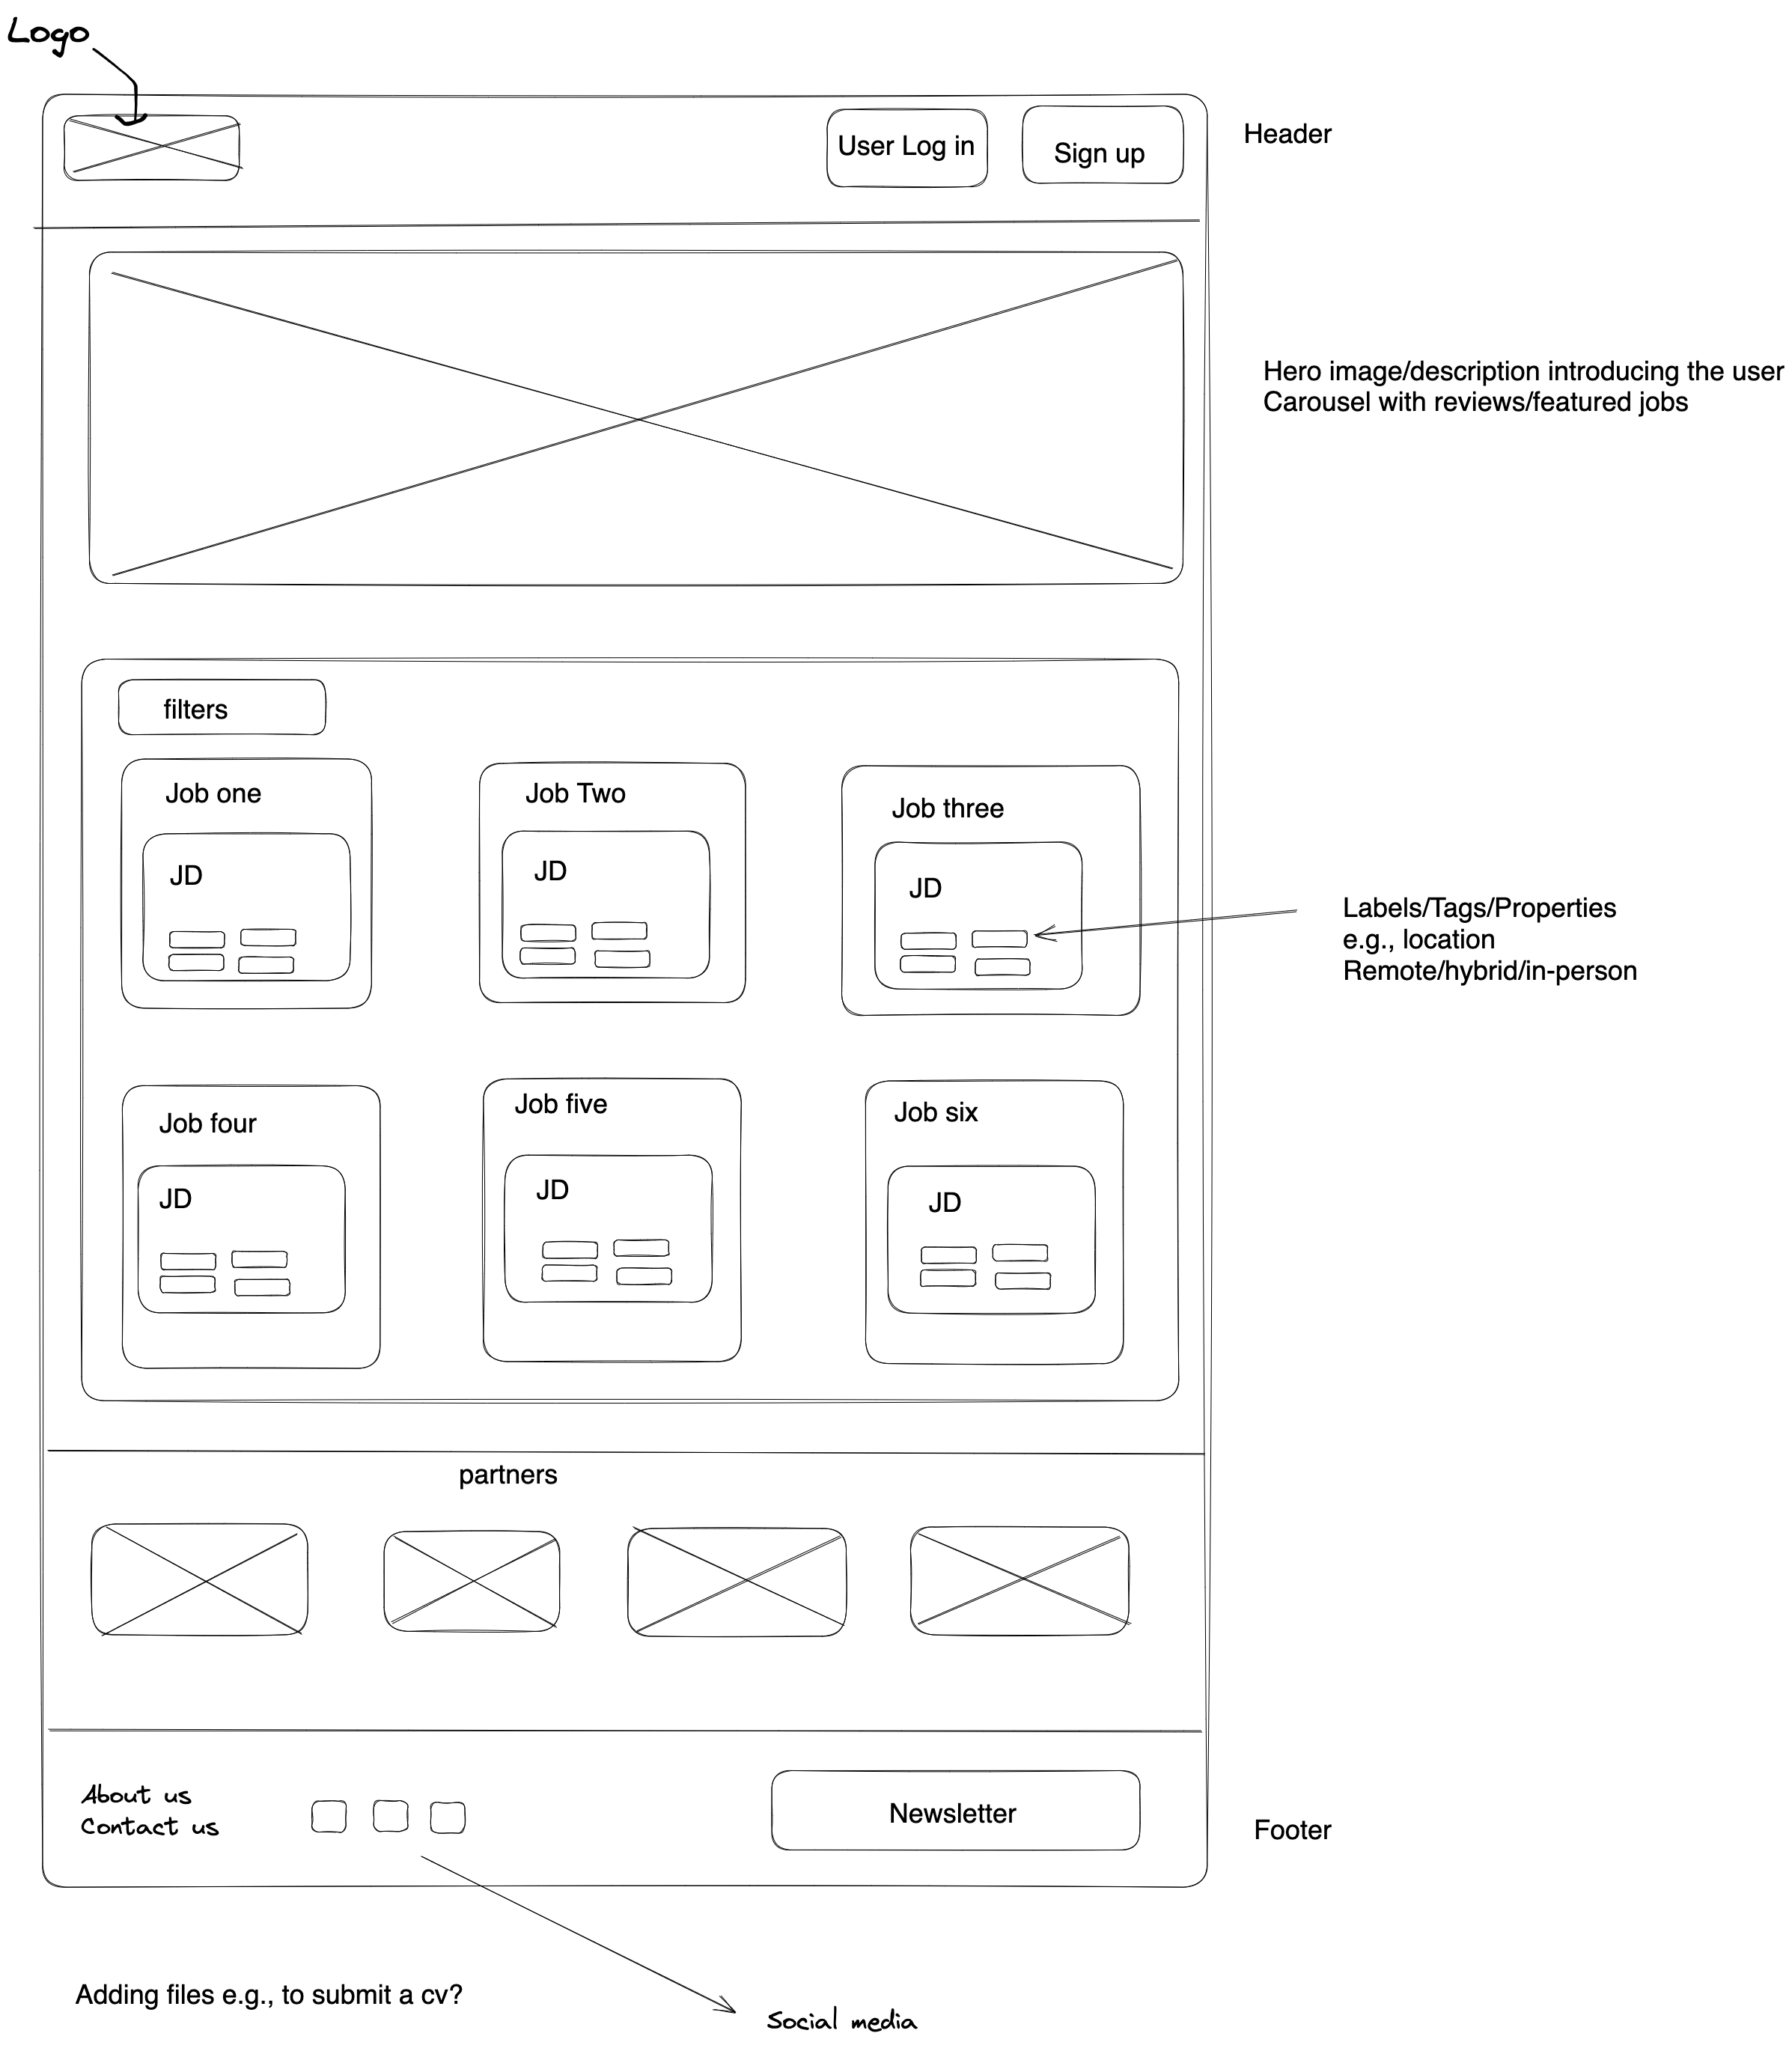 Logo
User Log in
Sign up
Header
Hero image/description introducing the user
Carousel with reviews/featured jobs
filters
Job one
JD
Job Two
JD
Job three
JD
Labels/Tags/Properties
e.g., location
Remote/hybrid/in-person
Job four
JD
Job five
JD
Job six
JD
partners
About us
Contact us
Newsletter
Footer
Adding files e.g., to submit a cv?
Social media